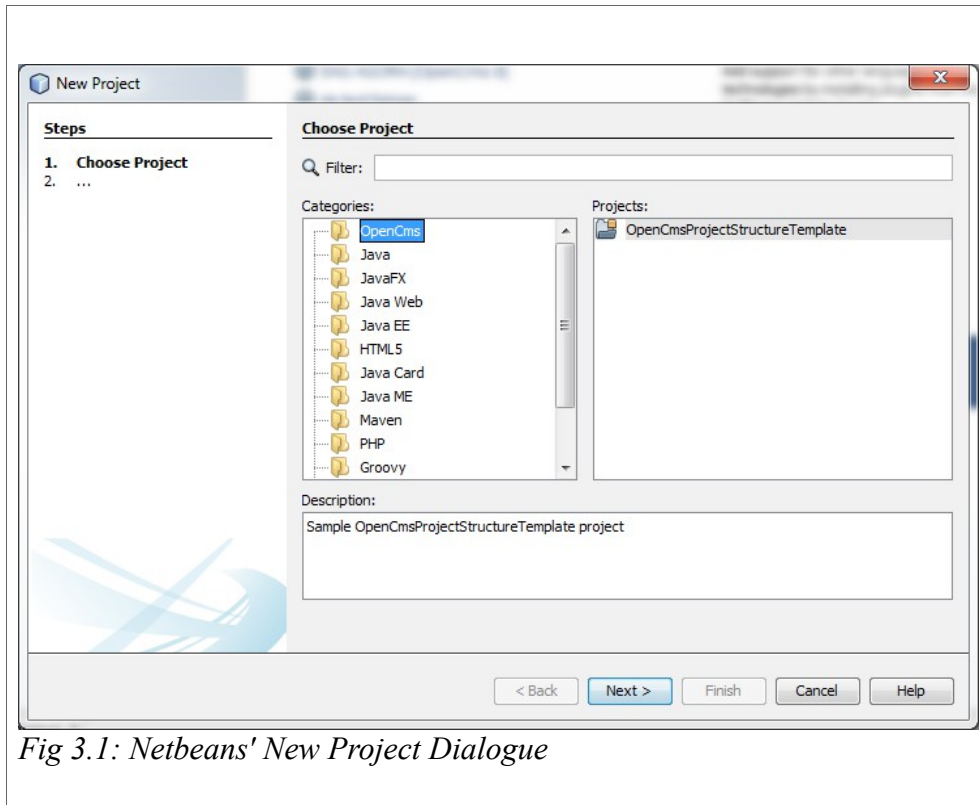 New Project
Steps
1. Choose Project
2. ...
Choose Project
Filter:
Categories:
OpenCms
Java
JavaFX
Java Web
Java EE
HTML5
Java Card
Java ME
Maven
PHP
Groovy
Projects:
OpenCmsProjectStructureTemplate
Description:
Sample OpenCmsProjectStructureTemplate project
< Back Next > Finish Cancel Help
Fig 3.1: Netbeans' New Project Dialogue